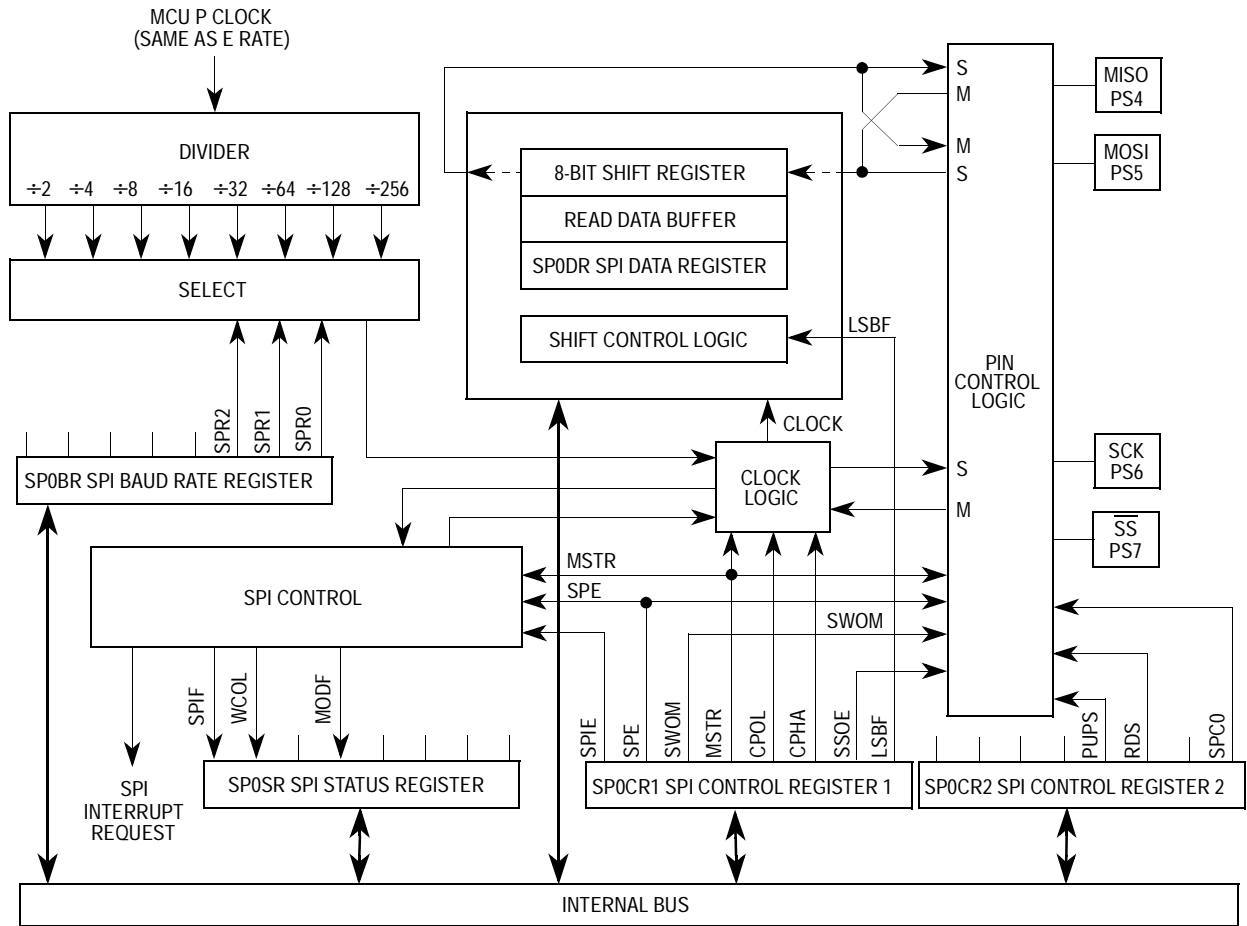 MCU P CLOCK
(SAME AS E RATE)
DIVIDER
÷2 ÷4 ÷8 ÷16 ÷32 ÷64 ÷128 ÷256
SELECT
SPR2
SPR1
SPR0
SP0BR SPI BAUD RATE REGISTER
8-BIT SHIFT REGISTER
READ DATA BUFFER
SP0DR SPI DATA REGISTER
SHIFT CONTROL LOGIC
LSBF
CLOCK
CLOCK
LOGIC
S
M
M
S
S
M
PIN
CONTROL
LOGIC
MISO
PS4
MOSI
PS5
SCK
PS6
SS
PS7
SPI CONTROL
MSTR
SPE
SWOM
SPIF
WCOL
MODF
SPI
INTERRUPT
REQUEST
SP0SR SPI STATUS REGISTER
SPIE
SPE
SWOM
MSTR
CPOL
CPHA
SSOE
LSBF
SP0CR1 SPI CONTROL REGISTER 1
PUPS
RDS
SPC0
SP0CR2 SPI CONTROL REGISTER 2
INTERNAL BUS